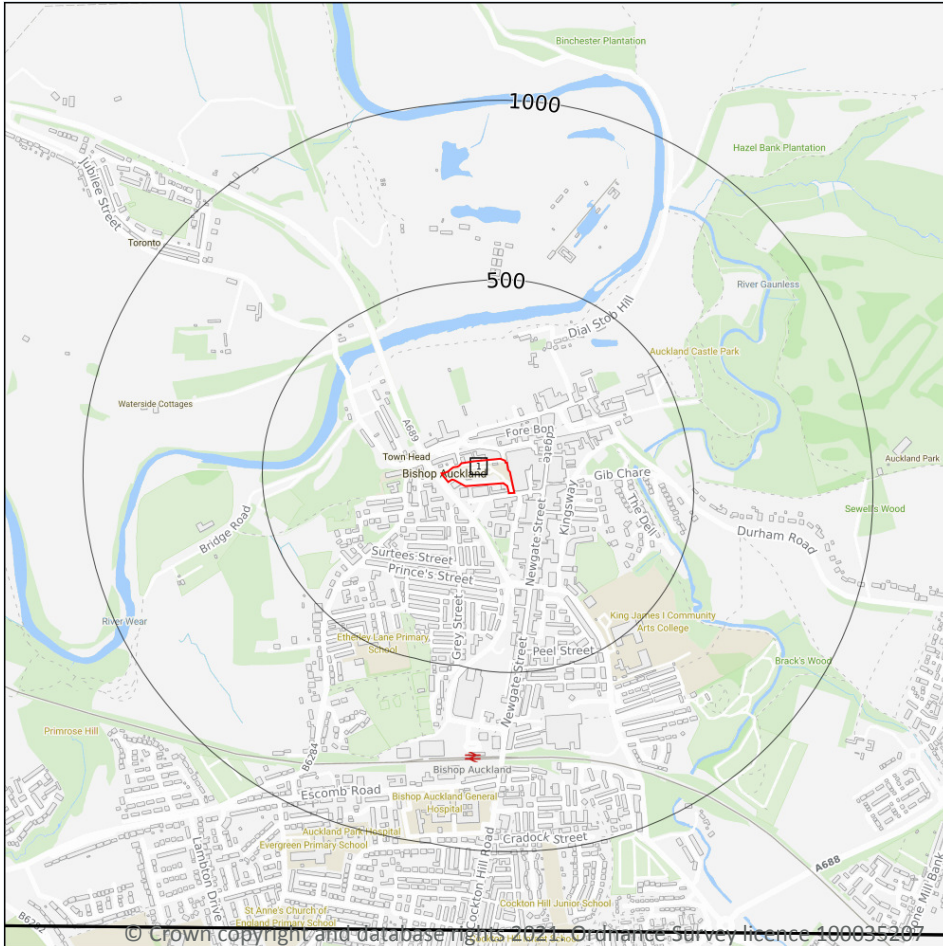 Binchester Plantation
1000
Hazel Bank Plantation
Jubilee Street
Toronto
500
River Gaunless
Dial Stob Hill
Auckland Castle Park
Waterside Cottages
A689
Fore Bon
Town Head
1
Bishop Auckland
Gib Chare
Auckland Park
Newgate Street
Kingsway
The Dell
Sewell's Wood
Bridge Road
Durham Road
Surtees Street
Prince's Street
River Wear
Grey Street
King James I Community
Arts College
Etherley Lane Primary
School
Peel Street
Brack's Wood
Newgate Street
Primrose Hill
B6284
Bishop Auckland
Escomb Road
Bishop Auckland General
Hospital
Auckland Park Hospital
Evergreen Primary School
Cradock Street
Lambton Drive
Cockton Hill Road
A688
St Anne's Church of
England Primary School
Cockton Hill Junior School
B6282
© Crown copyright and database rights 2021. Ordnance Survey licence 100035207